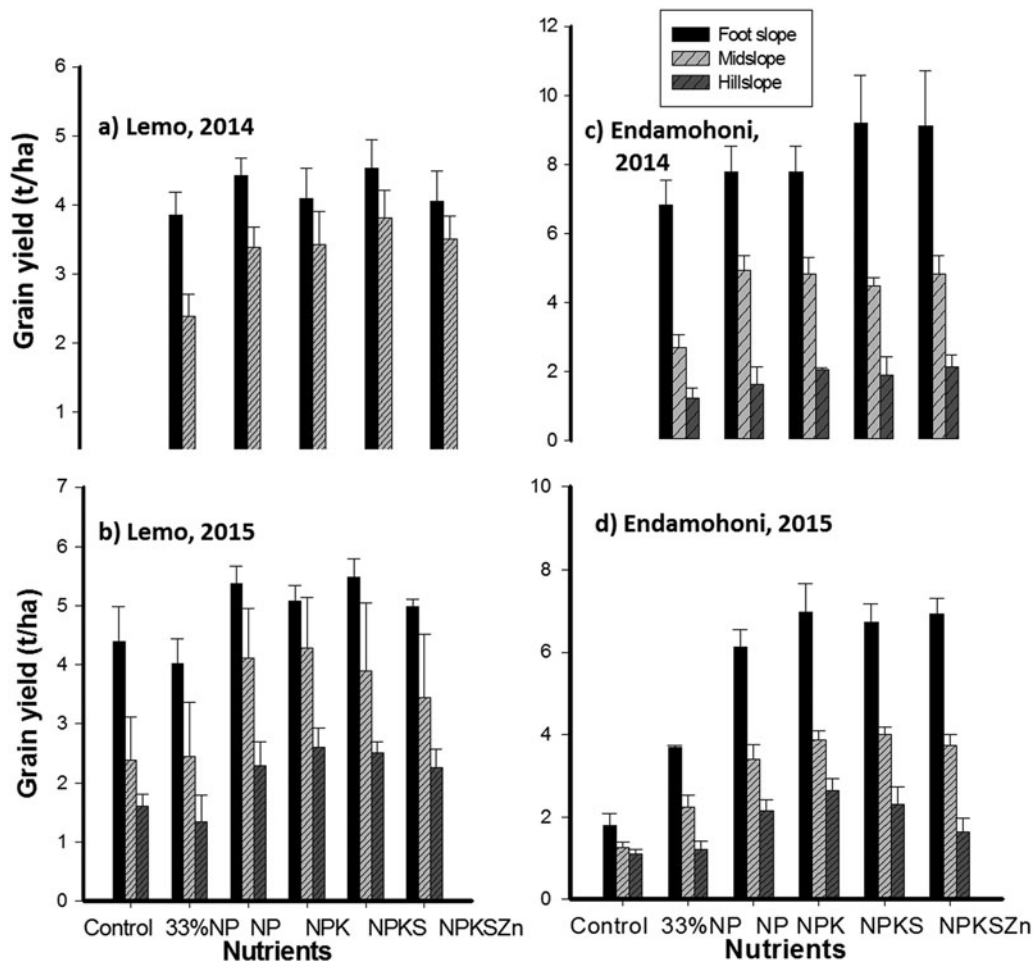 Foot slope
Midslope
Hillslope
a) Lemo, 2014
Grain yield (t/ha)
6
5
4
3
2
1
c) Endamohoni,
2014
12
10
8
6
4
2
0
b) Lemo, 2015
Grain yield (t/ha)
7
6
5
4
3
2
1
0
Control 33%NP NP NPK NPKS NPKSZn
Nutrients
d) Endamohoni, 2015
10
8
6
4
2
0
Control 33%NP NP NPK NPKS NPKSZn
Nutrients